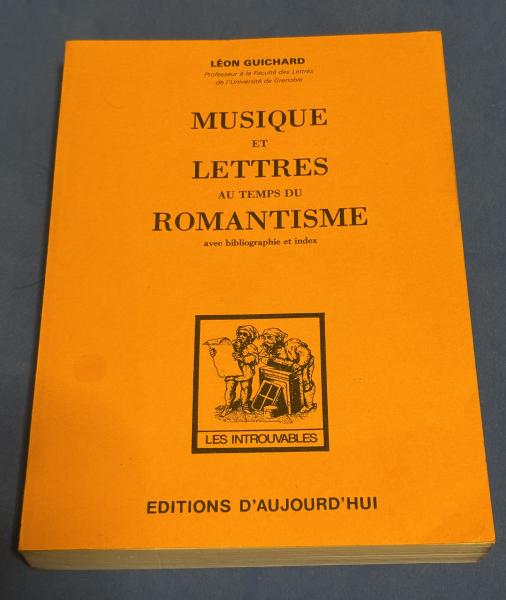 LÉON GUICHARD
Professeur à la Faculté des Lettres
de l'Université de Grenoble
MUSIQUE
ET
LETTRES
AU TEMPS DU
ROMANTISME
avec bibliographie et index
LES INTROUVABLES
EDITIONS D'AUJOURD'HUI